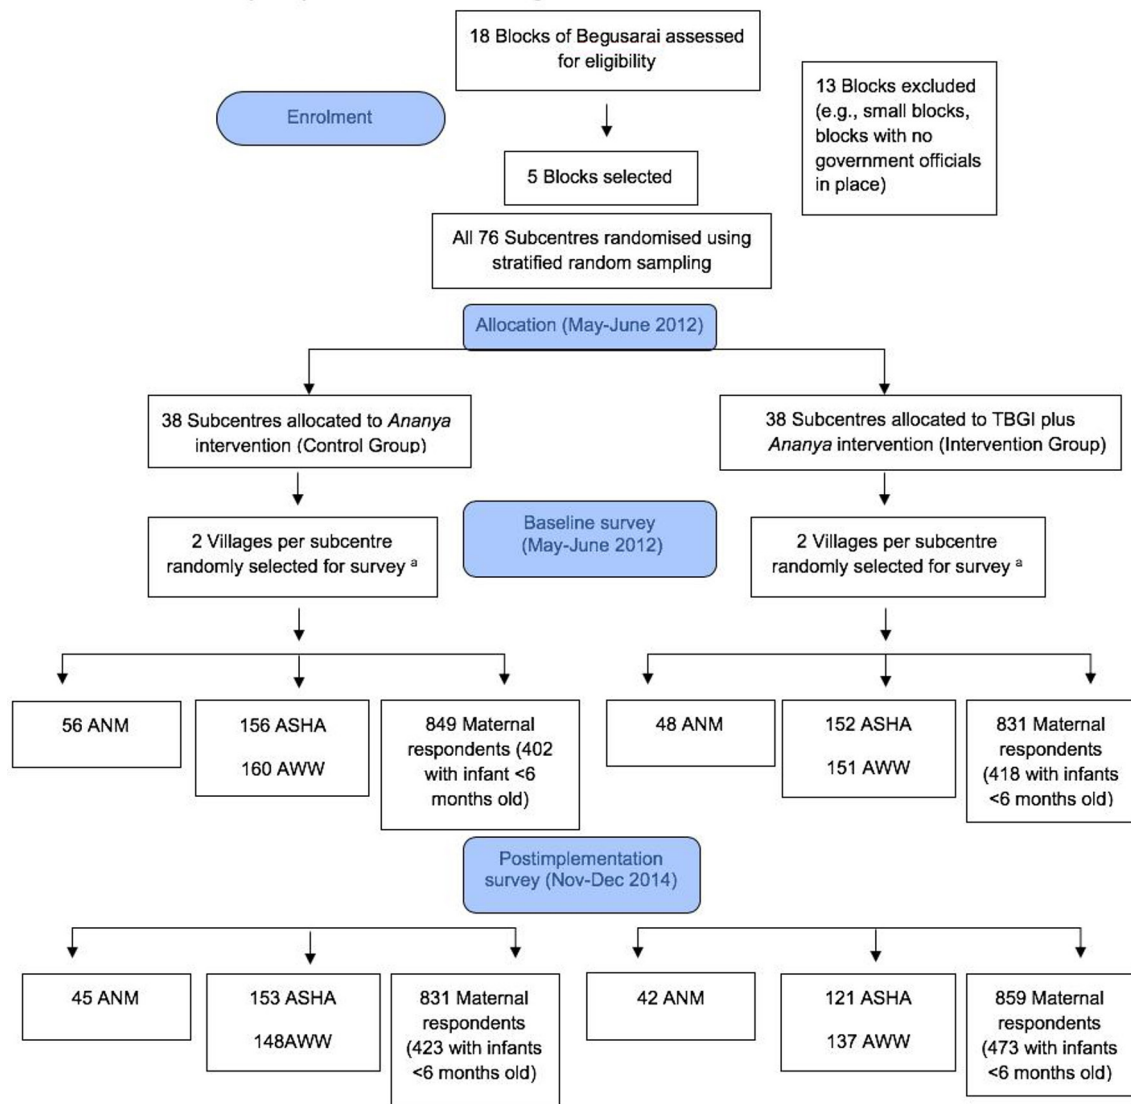 18 Blocks of Begusarai assessed
for eligibility
13 Blocks excluded
(e.g., small blocks,
blocks with no
government officials
in place)
Enrolment
5 Blocks selected
All 76 Subcentres randomised using
stratified random sampling
Allocation (May-June 2012)
38 Subcentres allocated to Ananya
intervention (Control Group)
38 Subcentres allocated to TBGI plus
Ananya intervention (Intervention Group)
Baseline survey
(May-June 2012)
2 Villages per subcentre
randomly selected for survey a
2 Villages per subcentre
randomly selected for survey a
56 ANM
156 ASHA
160 AWW
849 Maternal
respondents (402
with infant <6
months old)
48 ANM
152 ASHA
151 AWW
831 Maternal
respondents
(418 with infants
<6 months old)
Postimplementation
survey (Nov-Dec 2014)
45 ANM
153 ASHA
148AWW
831 Maternal
respondents
(423 with infants
<6 months old)
42 ANM
121 ASHA
137 AWW
859 Maternal
respondents
(473 with infants
<6 months old)